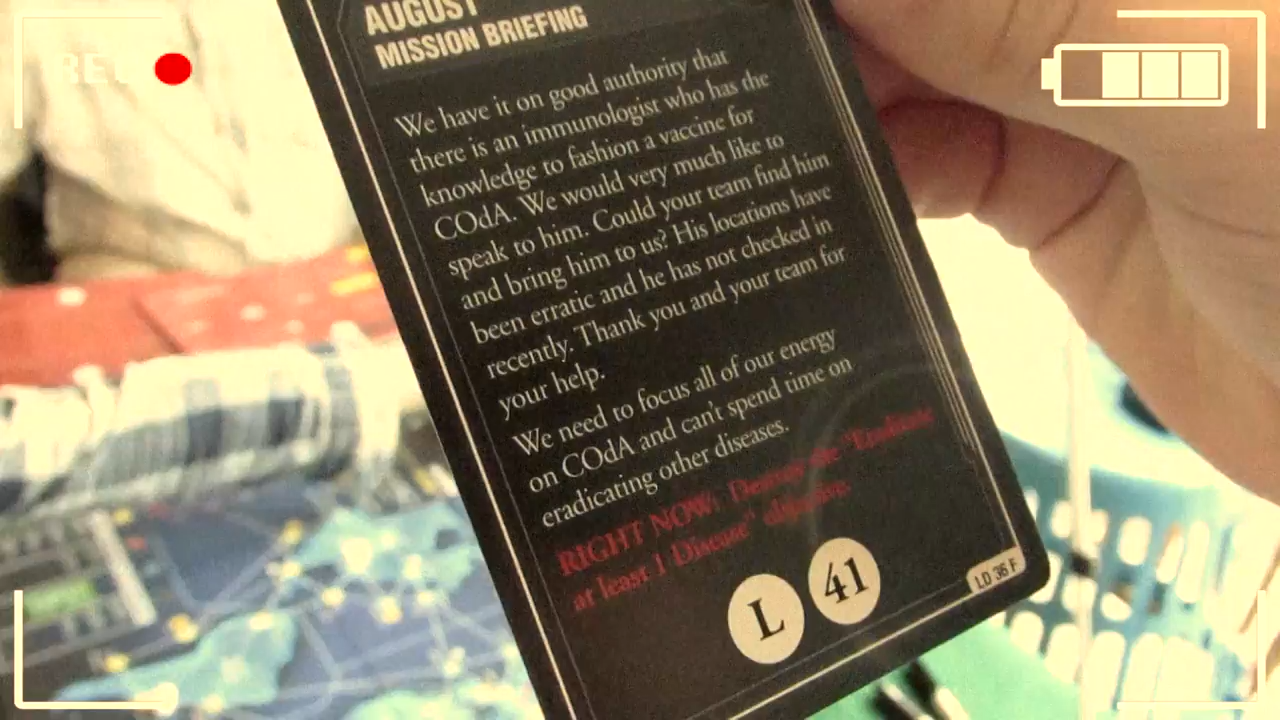 REC
AUGUST
MISSION BRIEFING
We have it on good authority that
there is an immunologist who has the
knowledge to fashion a vaccine for
COdA. We would very much like to
speak to him. Could your team find him
and bring him to us? His locations have
been erratic and he has not checked in
recently. Thank you and your team for
your help.
We need to focus all of our energy
on COdA and can't spend time on
eradicating other diseases.
RIGHT NOW: Destroy the "Eradicate
at least 1 Disease" objective.
L 41
LD 36 F